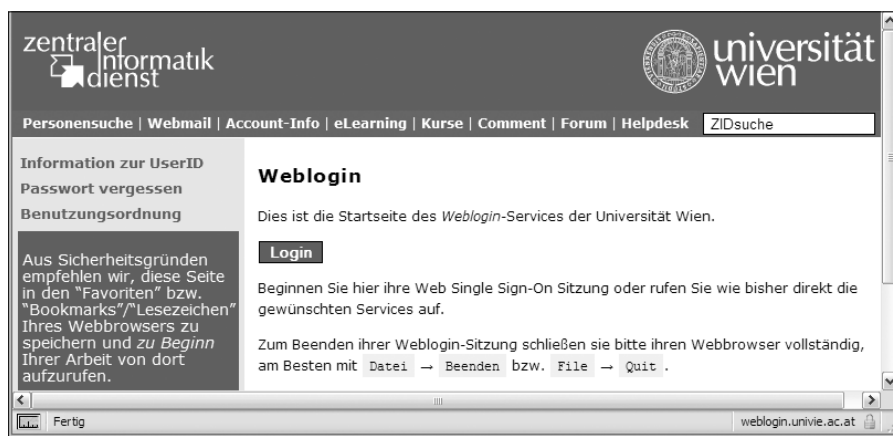 zentraler
informatik
dienst
universität
wien
Personensuche | Webmail | Account-Info | eLearning | Kurse | Comment | Forum | Helpdesk
ZIDsuche
Information zur UserID
Passwort vergessen
Benutzungsordnung
Aus Sicherheitsgründen
empfehlen wir, diese Seite
in den "Favoriten" bzw.
"Bookmarks"/"Lesezeichen"
Ihres Webbrowsers zu
speichern und zu Beginn
Ihrer Arbeit von dort
aufzurufen.
Weblogin
Dies ist die Startseite des Weblogin-Services der Universität Wien.
Login
Beginnen Sie hier ihre Web Single Sign-On Sitzung oder rufen Sie wie bisher direkt die
gewünschten Services auf.
Zum Beenden ihrer Weblogin-Sitzung schließen sie bitte ihren Webbrowser vollständig,
am Besten mit Datei → Beenden bzw. File → Quit .
Fertig
weblogin.univie.ac.at